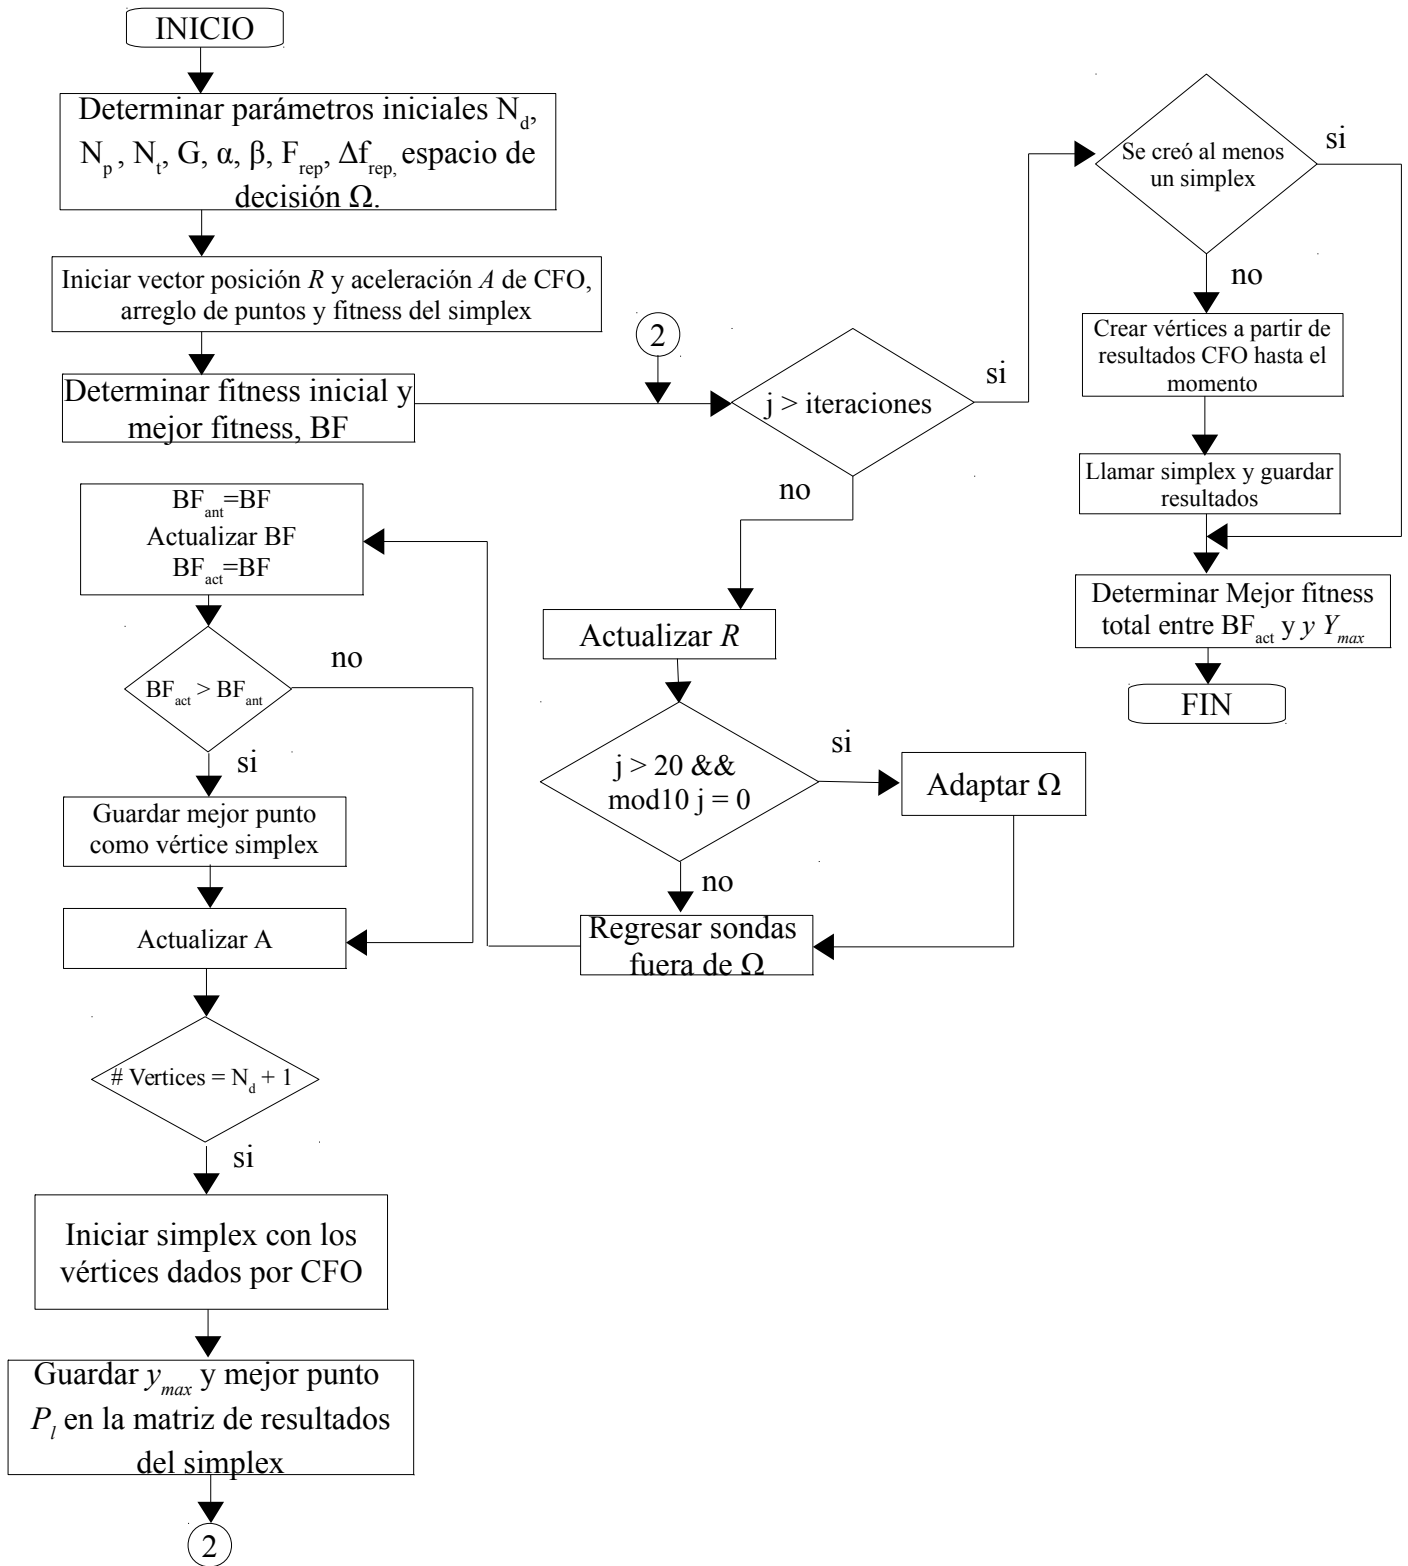 INICIO
Determinar parámetros iniciales N_d,
N_p , N_t, G, α, β, F_rep, Δf_rep, espacio de
decisión Ω.
Iniciar vector posición R y aceleración A de CFO,
arreglo de puntos y fitness del simplex
Determinar fitness inicial y
mejor fitness, BF
2
j > iteraciones
si
no
Se creó al menos
un simplex
si
no
Crear vértices a partir de
resultados CFO hasta el
momento
Llamar simplex y guardar
resultados
Determinar Mejor fitness
total entre BF_act y y Y_max
FIN
Actualizar R
j > 20 &&
mod10 j = 0
si
no
Adaptar Ω
Regresar sondas
fuera de Ω
BF_ant=BF
Actualizar BF
BF_act=BF
BF_act > BF_ant
no
si
Guardar mejor punto
como vértice simplex
Actualizar A
# Vertices = N_d + 1
si
Iniciar simplex con los
vértices dados por CFO
Guardar y_max y mejor punto
P_l en la matriz de resultados
del simplex
2